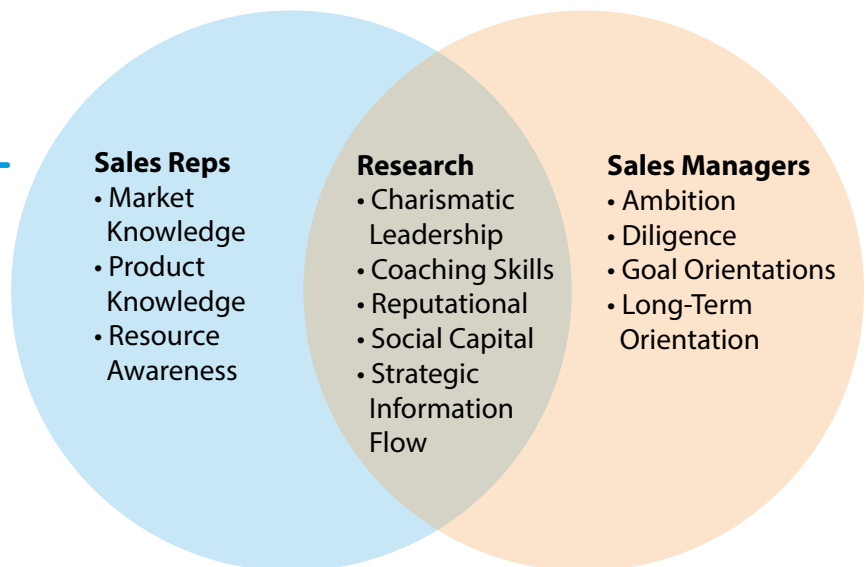 Sales Reps
• Market
Knowledge
• Product
Knowledge
• Resource
Awareness
Research
• Charismatic
Leadership
• Coaching Skills
• Reputational
• Social Capital
• Strategic
Information
Flow
Sales Managers
• Ambition
• Diligence
• Goal Orientations
• Long-Term
Orientation